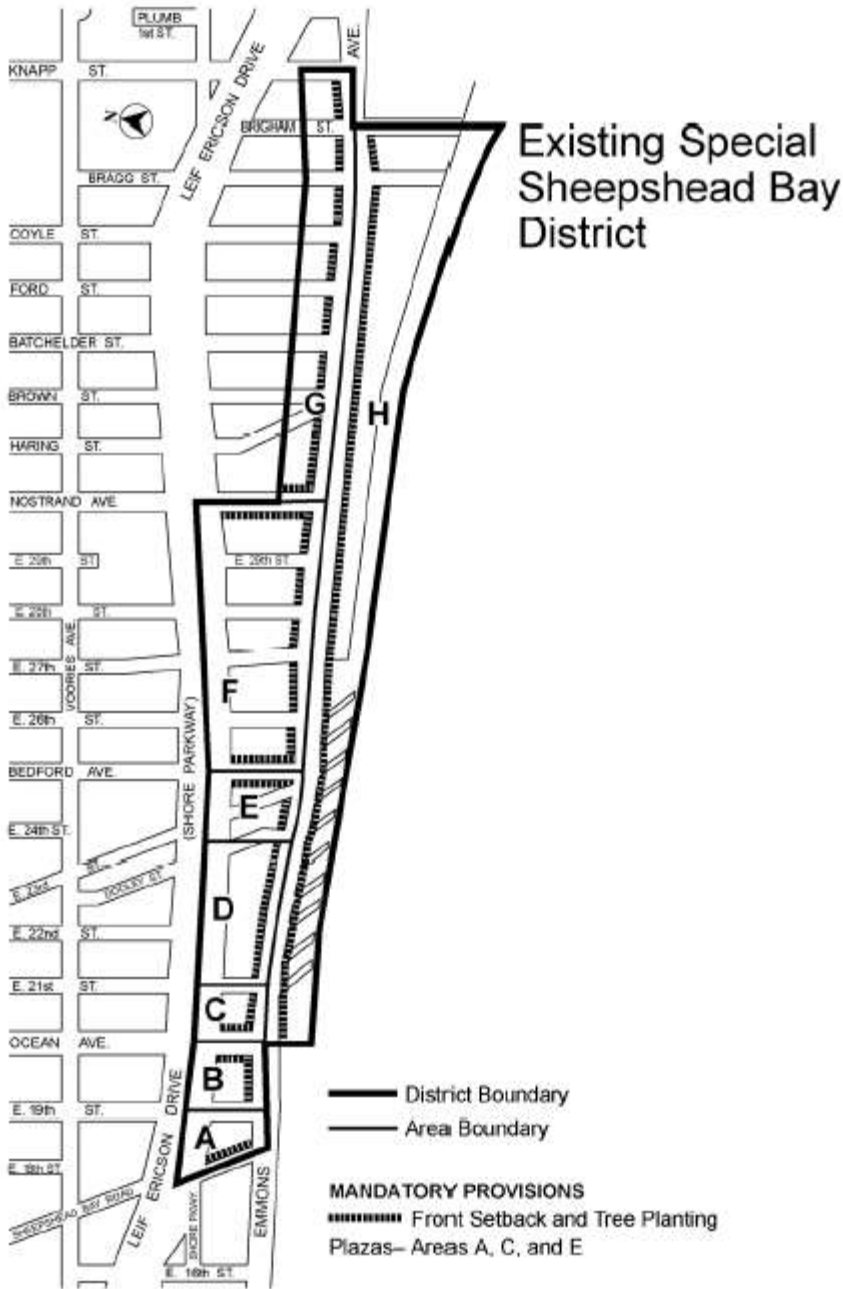 PLUMB
1st ST.
KNAPP ST.
AVE.
N
LEIF ERICSON DRIVE
BRIGHAM ST.
Existing Special
Sheepshead Bay
District
BRAGG ST.
COYLE ST.
FORD ST.
BATCHELDER ST.
BROWN ST.
G
H
HARING ST.
NOSTRAND AVE.
E. 29th ST.
E. 29th ST.
E. 28th ST.
VOORIES AVE.
E. 27th ST.
F
E. 26th ST.
(SHORE PARKWAY)
BEDFORD AVE.
E
E. 24th ST.
E. 23rd ST.
DOOLEY ST.
D
E. 22nd ST.
E. 21st ST.
C
OCEAN AVE.
B
E. 19th ST.
A
E. 18th ST.
SHEEPSHEAD BAY ROAD
LEIF ERICSON DRIVE
SHORE PKWY
EMMONS
E. 16th ST.
District Boundary
Area Boundary
MANDATORY PROVISIONS
Front Setback and Tree Planting
Plazas– Areas A, C, and E